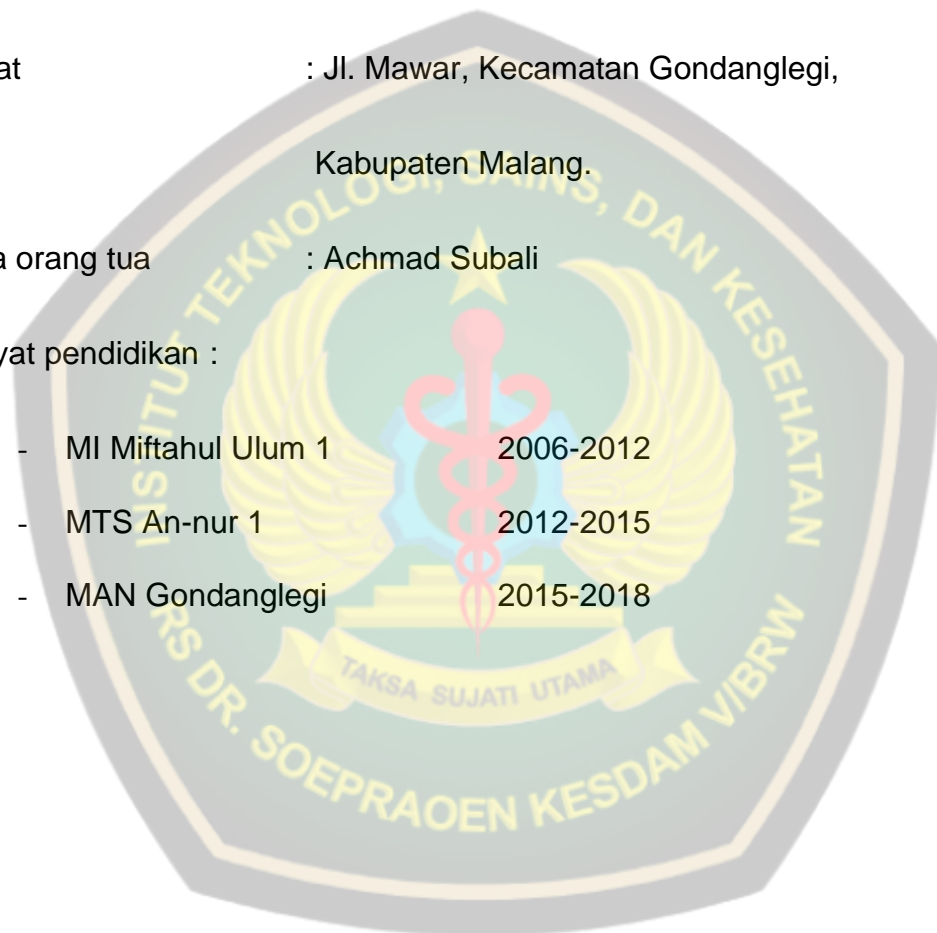 at : Jl. Mawar, Kecamatan Gondanglegi,
Kabupaten Malang.
a orang tua : Achmad Subali
yat pendidikan :
- MI Miftahul Ulum 1 2006-2012
- MTS An-nur 1 2012-2015
- MAN Gondanglegi 2015-2018
INSTITUT TEKNOLOGI, SAINS, DAN KESEHATAN
RS DR. SOEPRAOEN KESDAM V/BRW
TAKSA SUJATI UTAMA